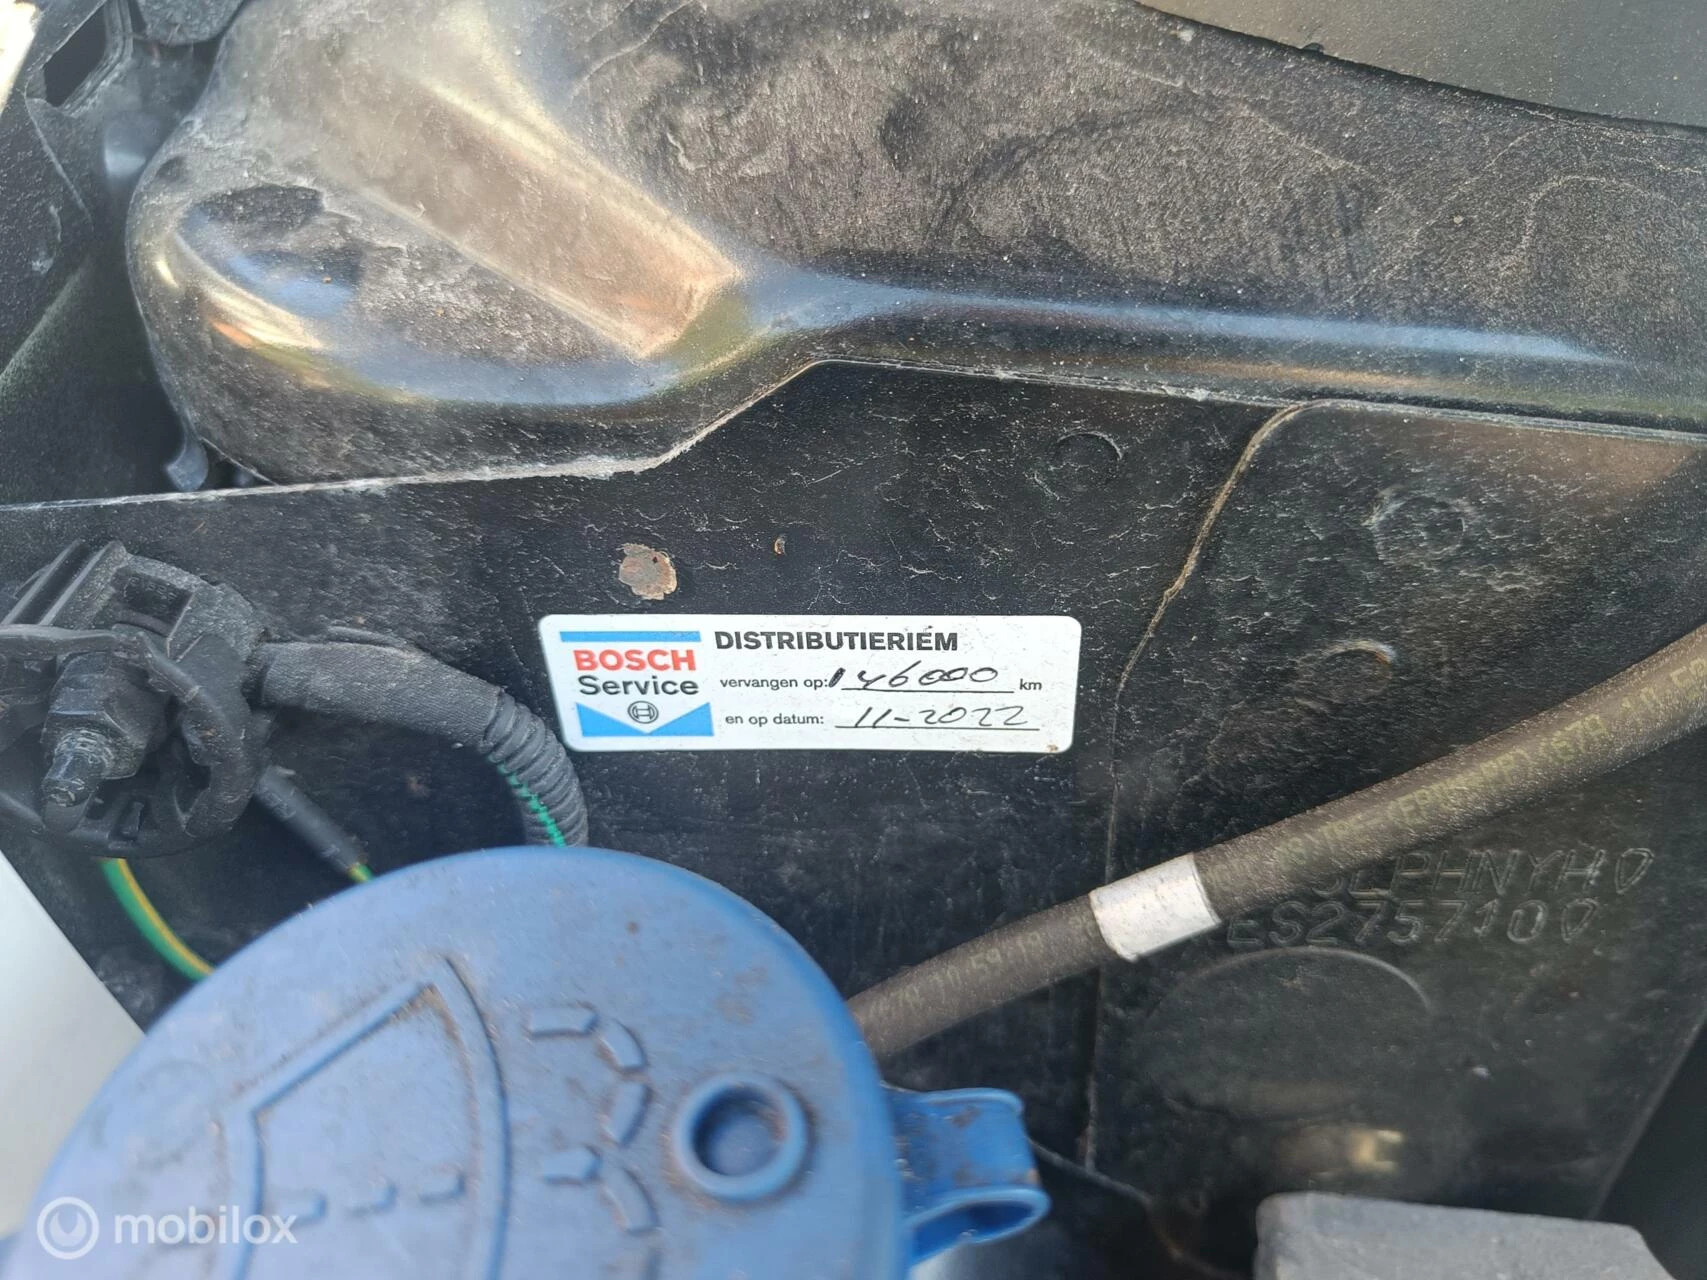 DISTRIBUTIERIEM
BOSCH
Service
vervangen op: 146000 km
en op datum: 11-2022
ES2757100
mobilox